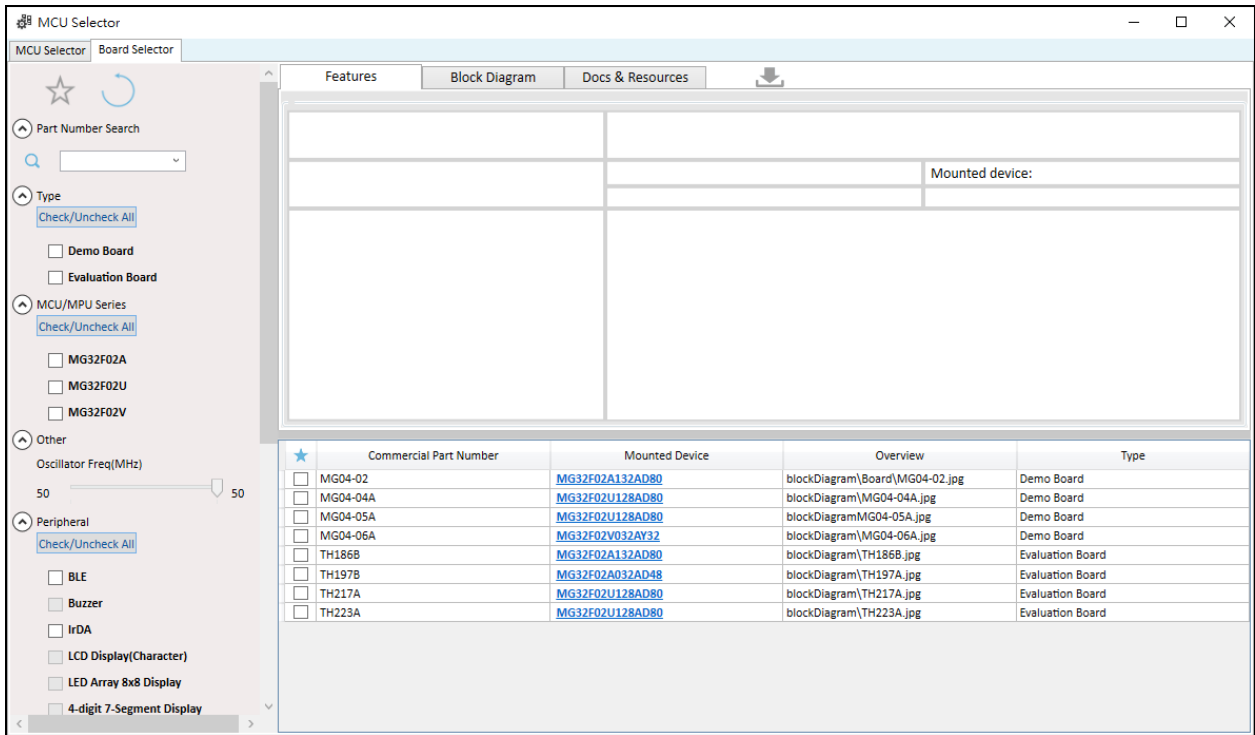 MCU Selector
MCU Selector Board Selector
Part Number Search
Type
Check/Uncheck All
Demo Board
Evaluation Board
MCU/MPU Series
Check/Uncheck All
MG32F02A
MG32F02U
MG32F02V
Other
Oscillator Freq(MHz)
50 50
Peripheral
Check/Uncheck All
BLE
Buzzer
IrDA
LCD Display(Character)
LED Array 8x8 Display
4-digit 7-Segment Display
Features Block Diagram Docs & Resources
Mounted device:
Commercial Part Number Mounted Device Overview Type
MG04-02 MG32F02A132AD80 blockDiagram\Board\MG04-02.jpg Demo Board
MG04-04A MG32F02U128AD80 blockDiagram\MG04-04A.jpg Demo Board
MG04-05A MG32F02U128AD80 blockDiagramMG04-05A.jpg Demo Board
MG04-06A MG32F02V032AY32 blockDiagram\MG04-06A.jpg Demo Board
TH186B MG32F02A132AD80 blockDiagram\TH186B.jpg Evaluation Board
TH197B MG32F02A032AD48 blockDiagram\TH197A.jpg Evaluation Board
TH217A MG32F02U128AD80 blockDiagram\TH217A.jpg Evaluation Board
TH223A MG32F02U128AD80 blockDiagram\TH223A.jpg Evaluation Board